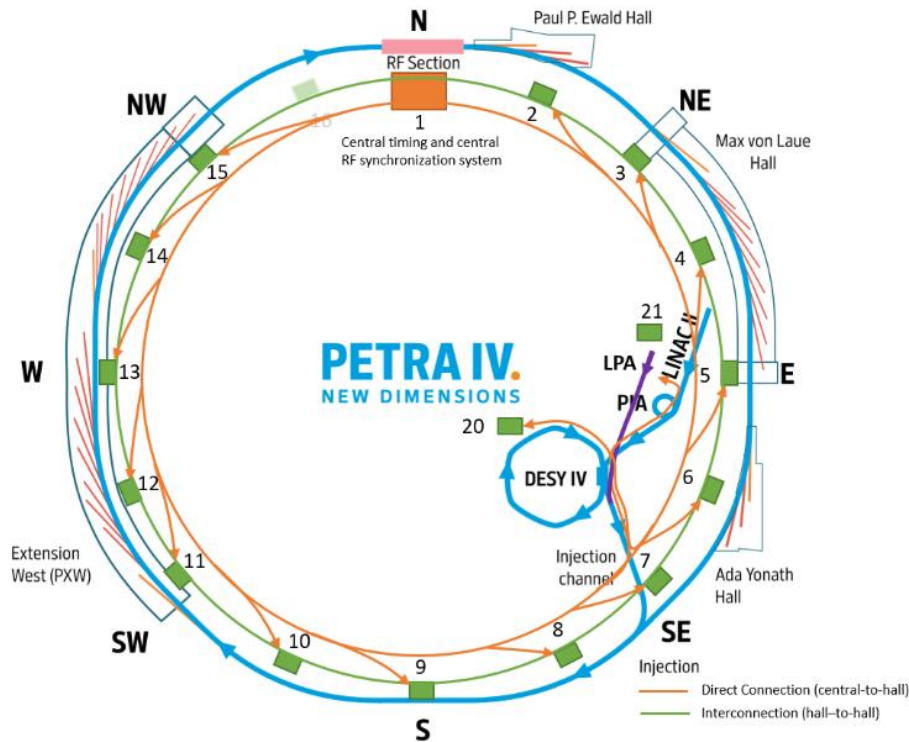 N
Paul P. Ewald Hall
RF Section
NW
NE
16
1
2
Central timing and central
RF synchronization system
Max von Laue
Hall
15
3
14
4
21
LINAC II
LPA
W
13
PETRA IV.
NEW DIMENSIONS
5
E
PIA
20
DESY IV
12
6
Extension
West (PXW)
11
Injection
channel
7
Ada Yonath
Hall
SW
10
9
8
SE
S
Injection
Direct Connection (central-to-hall)
Interconnection (hall-to-hall)